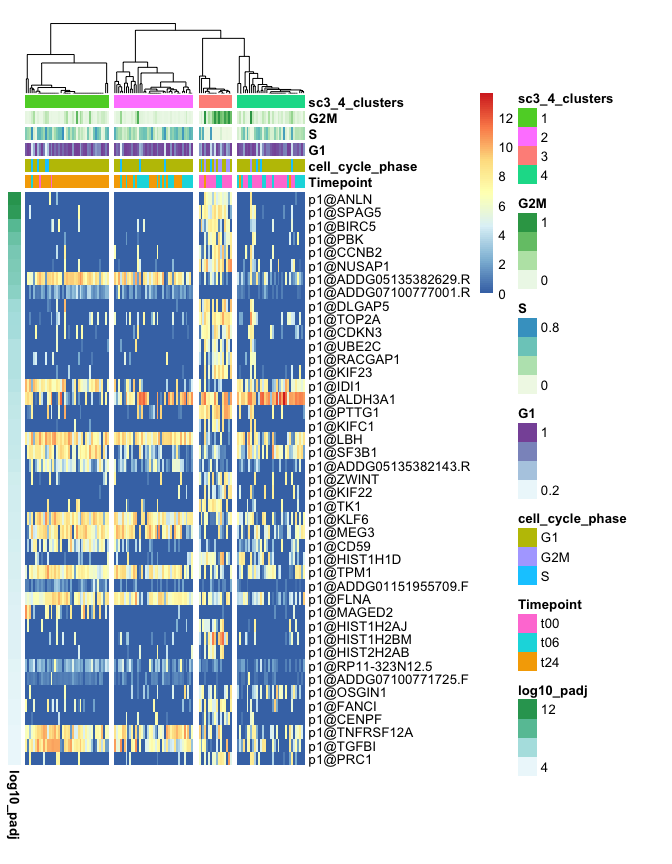 sc3_4_clusters
G2M
S
G1
cell_cycle_phase
Timepoint
p1@ANLN
p1@SPAG5
p1@BIRC5
p1@PBK
p1@CCNB2
p1@NUSAP1
p1@ADDG05135382629.R
p1@ADDG07100777001.R
p1@DLGAP5
p1@TOP2A
p1@CDKN3
p1@UBE2C
p1@RACGAP1
p1@KIF23
p1@IDI1
p1@ALDH3A1
p1@PTTG1
p1@KIFC1
p1@LBH
p1@SF3B1
p1@ADDG05135382143.R
p1@ZWINT
p1@KIF22
p1@TK1
p1@KLF6
p1@MEG3
p1@CD59
p1@HIST1H1D
p1@TPM1
p1@ADDG01151955709.F
p1@FLNA
p1@MAGED2
p1@HIST1H2AJ
p1@HIST1H2BM
p1@HIST2H2AB
p1@RP11-323N12.5
p1@ADDG07100771725.F
p1@OSGIN1
p1@FANCI
p1@CENPF
p1@TNFRSF12A
p1@TGFBI
p1@PRC1
log10_padj
12
10
8
6
4
2
0
sc3_4_clusters
1
2
3
4
G2M
1
0
S
0.8
0
G1
1
0.2
cell_cycle_phase
G1
G2M
S
Timepoint
t00
t06
t24
log10_padj
12
4